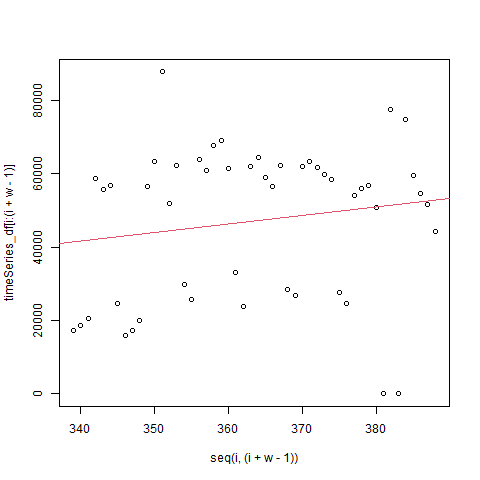 80000
60000
40000
20000
0
timeSeries_df[i:(i + w - 1)]
340 350 360 370 380
seq(i, (i + w - 1))